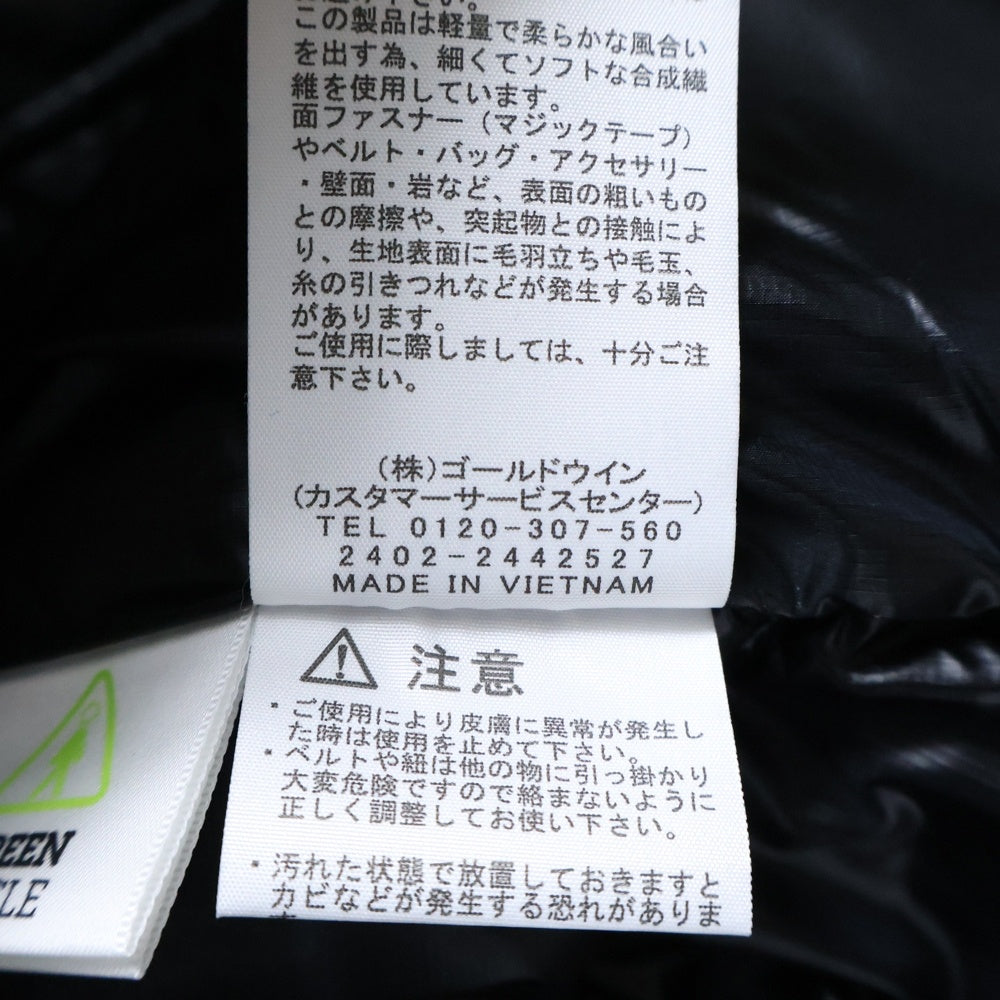 下さい。
この製品は軽量で柔らかな風合い
を出す為、細くてソフトな合成繊
維を使用しています。
面ファスナー（マジックテープ）
やベルト・バッグ・アクセサリー
・壁面・岩など、表面の粗いもの
との摩擦や、突起物との接触によ
り、生地表面に毛羽立ちや毛玉、
糸の引きつれなどが発生する場合
があります。
ご使用に際しましては、十分ご注
意下さい。
(株)ゴールドウイン
(カスタマーサービスセンター)
TEL 0120-307-560
2402-2442527
MADE IN VIETNAM
注意
・ご使用により皮膚に異常が発生し
た時は使用を止めて下さい。
・ベルトや紐は他の物に引っ掛かり
大変危険ですので絡まないように
正しく調整してお使い下さい。
・汚れた状態で放置しておきますと
カビなどが発生する恐れがありま
REEN
CLE